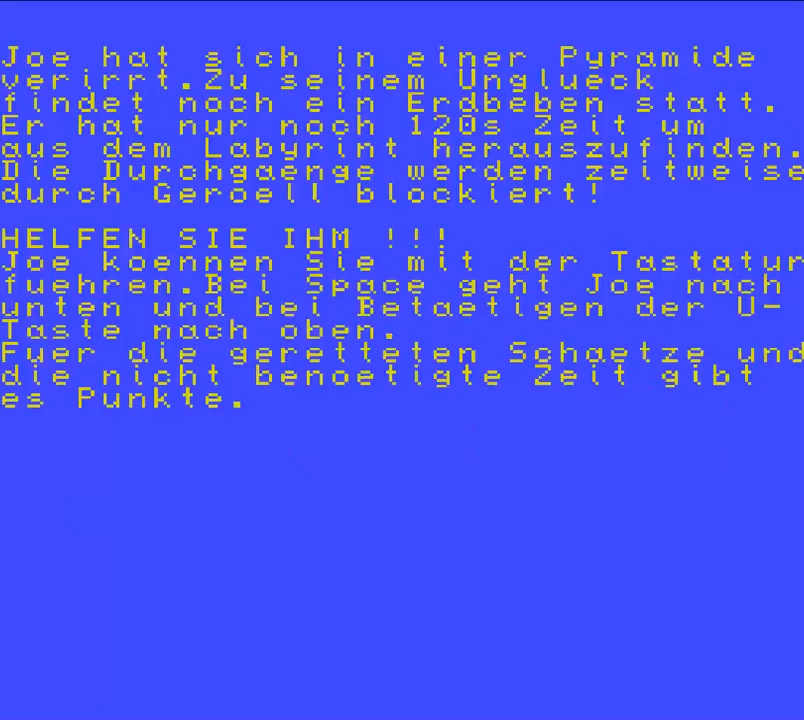 Joe hat sich in einer Pyramide
verirrt.Zu seinem Unglueck
findet noch ein Erdbeben statt.
Er hat nur noch 120s Zeit um
aus dem Labyrint herauszufinden.
Die Durchgaenge werden zeitweise
durch Geroell blockiert!
HELFEN SIE IHM !!!
Joe koennen Sie mit der Tastatur
fuehren.Bei Space geht Joe nach
unten und bei Betaetigen der U-
Taste nach oben.
Fuer die geretteten Schaetze und
die nicht benoetigte Zeit gibt
es Punkte.